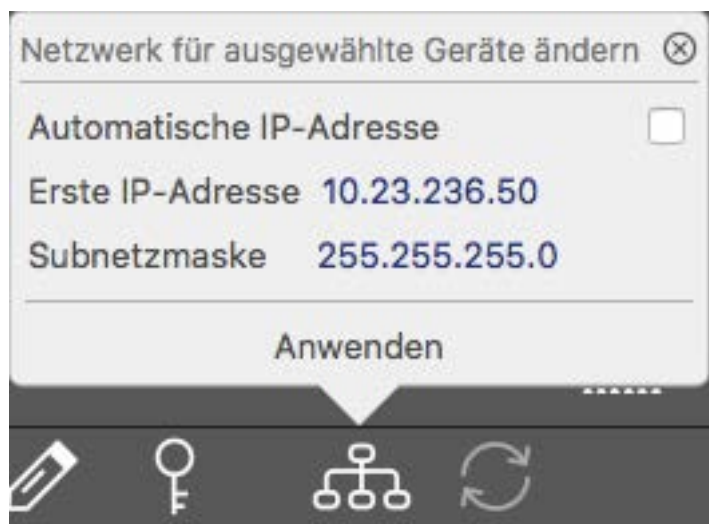 Netzwerk für ausgewählte Geräte ändern
Automatische IP-Adresse
Erste IP-Adresse 10.23.236.50
Subnetzmaske 255.255.255.0
Anwenden